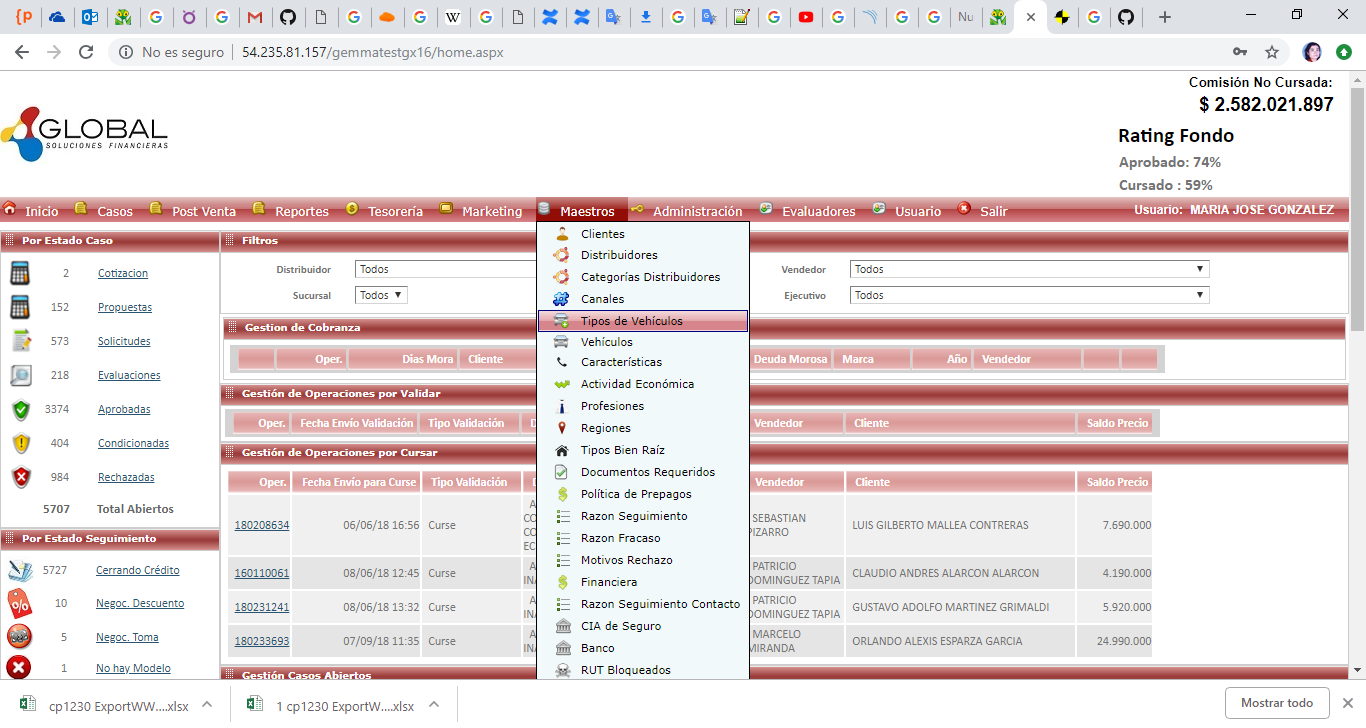 Nu
No es seguro | 54.235.81.157/gemmatestgx16/home.aspx
GLOBAL
SOLUCIONES FINANCIERAS
Comisión No Cursada:
$ 2.582.021.897
Rating Fondo
Aprobado: 74%
Cursado : 59%
Inicio Casos Post Venta Reportes Tesorería Marketing Maestros Administración Evaluadores Usuario Salir Usuario: MARIA JOSE GONZALEZ
Por Estado Caso
2 Cotizacion
152 Propuestas
573 Solicitudes
218 Evaluaciones
3374 Aprobadas
404 Condicionadas
984 Rechazadas
5707 Total Abiertos
Por Estado Seguimiento
5727 Cerrando Crédito
10 Negoc. Descuento
5 Negoc. Toma
1 No hay Modelo
Filtros
Distribuidor Todos Vendedor Todos
Sucursal Todos Ejecutivo Todos
Clientes
Distribuidores
Categorías Distribuidores
Canales
Tipos de Vehículos
Vehículos
Características
Actividad Económica
Profesiones
Regiones
Tipos Bien Raíz
Documentos Requeridos
Política de Prepagos
Razon Seguimiento
Razon Fracaso
Motivos Rechazo
Financiera
Razon Seguimiento Contacto
CIA de Seguro
Banco
RUT Bloqueados
Gestion de Cobranza
Oper. Dias Mora Cliente Deuda Morosa Marca Año Vendedor
Gestión de Operaciones por Validar
Oper. Fecha Envío Validación Tipo Validación Vendedor Cliente Saldo Precio
Gestión de Operaciones por Cursar
Oper. Fecha Envío para Curse Tipo Validación Vendedor Cliente Saldo Precio
180208634 06/06/18 16:56 Curse SEBASTIAN PIZARRO LUIS GILBERTO MALLEA CONTRERAS 7.690.000
160110061 08/06/18 12:45 Curse PATRICIO DOMINGUEZ TAPIA CLAUDIO ANDRES ALARCON ALARCON 4.190.000
180231241 08/06/18 13:32 Curse PATRICIO DOMINGUEZ TAPIA GUSTAVO ADOLFO MARTINEZ GRIMALDI 5.920.000
180233693 07/09/18 11:35 Curse MARCELO MIRANDA ORLANDO ALEXIS ESPARZA GARCIA 24.990.000
Gestión Casos Abiertos
cp1230 ExportWW....xlsx
1 cp1230 ExportW....xlsx
Mostrar todo